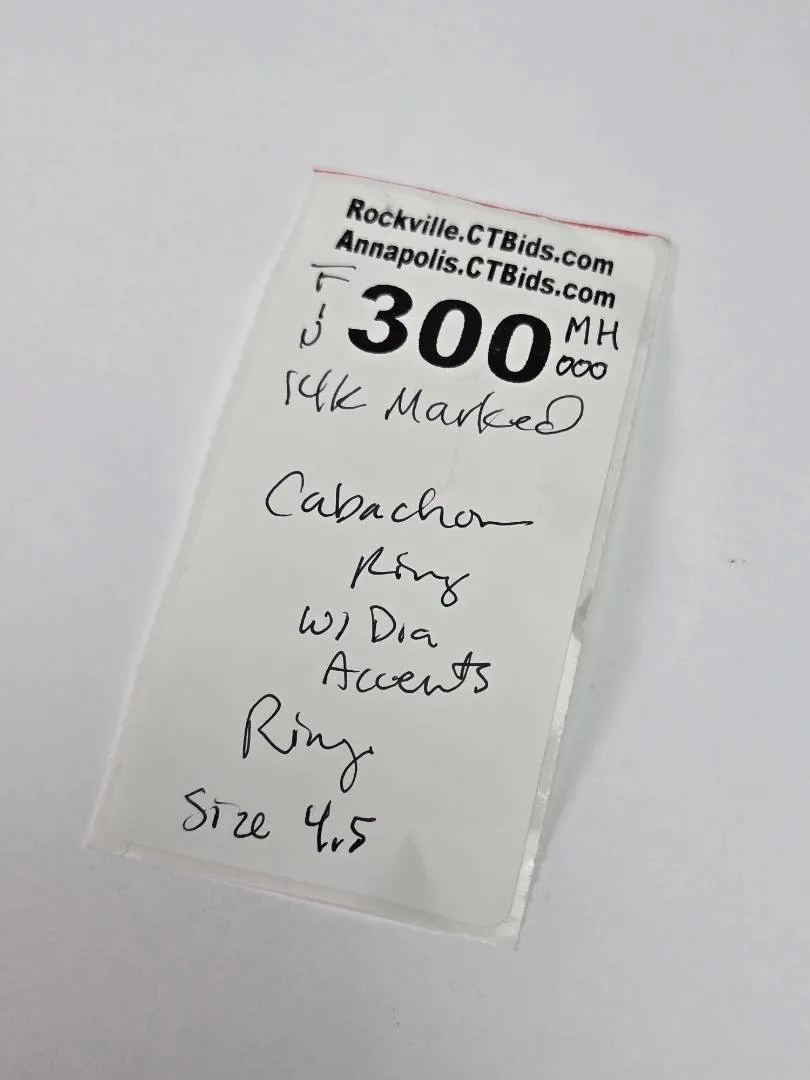 Rockville.CTBids.com
Annapolis.CTBids.com
FIN 300 MH
000
14K Marked
Cabachon
Ring
w/ Dia
Accents
Ring
Size 4.5